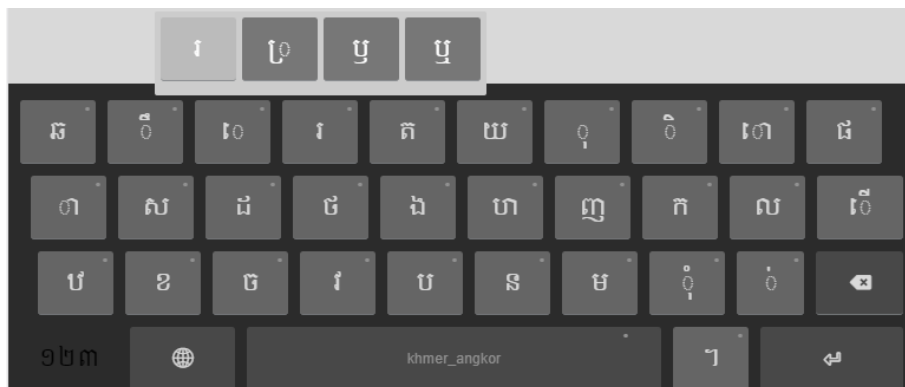 រ ្រ ឫ ឬ
ឆ ឹ េ រ ត យ ុ ិ ោ ផ
ា ស ដ ថ ង ហ ញ ក ល ើ
ឋ ខ ច វ ប ន ម ុំ ់
១២៣ khmer_angkor ៗ